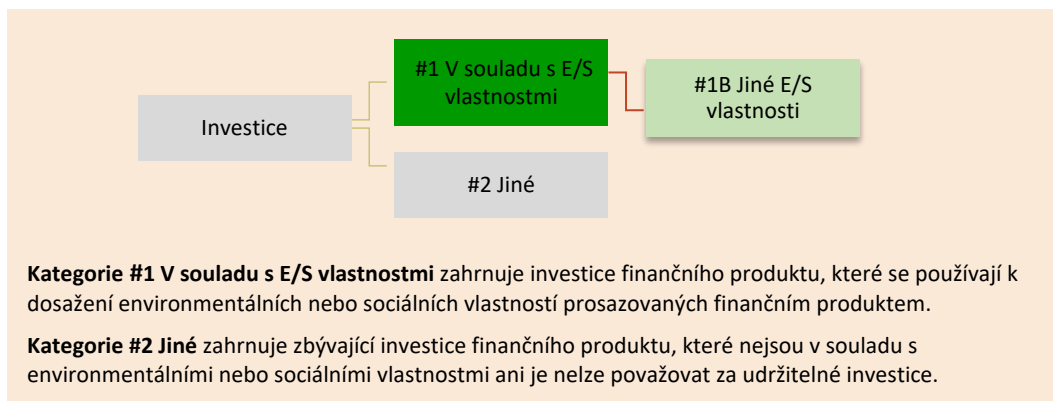 #1 V souladu s E/S
vlastnostmi
#1B Jiné E/S
vlastnosti
Investice
#2 Jiné
Kategorie #1 V souladu s E/S vlastnostmi zahrnuje investice finančního produktu, které se používají k
dosažení environmentálních nebo sociálních vlastností prosazovaných finančním produktem.
Kategorie #2 Jiné zahrnuje zbývající investice finančního produktu, které nejsou v souladu s
environmentálními nebo sociálními vlastnostmi ani je nelze považovat za udržitelné investice.